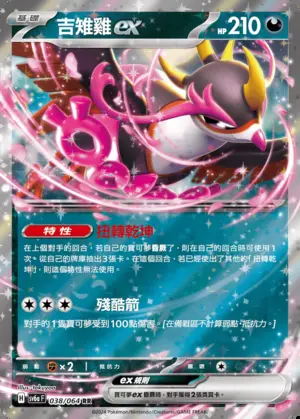 基礎 吉雉雞ex HP210
特性 扭轉乾坤
在上個對手的回合，若自己的寶可夢昏厥了，則在自己的回合時可使用1
次。從自己的牌庫抽出3張卡。在這個回合，若已經使用了其他的「扭轉乾
坤」，則這個特性無法使用。
殘酷箭
給對手的1隻寶可夢受到100點傷害。[在備戰區不計算弱點・抵抗力。]
弱點 ×2 抵抗力 撤退
ex規則
寶可夢ex昏厥時，對手獲得2張獎賞卡。
Illus.
H SV6a F 038/064 RR
©2024 Pokémon/Nintendo/Creatures/GAME FREAK